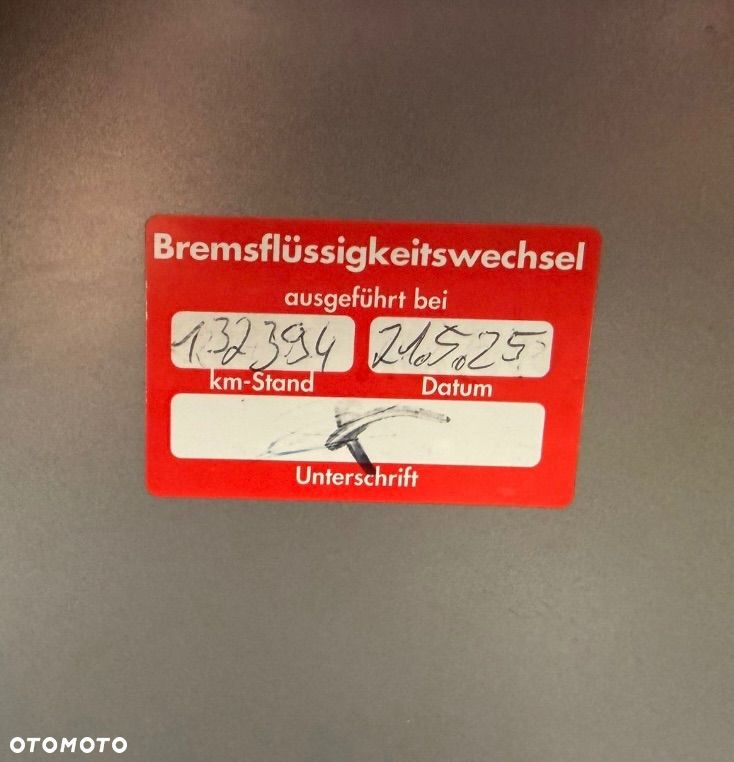 Bremsflüssigkeitswechsel
ausgeführt bei
132394 21.5.25
km-Stand Datum
Unterschrift
OTOMOTO